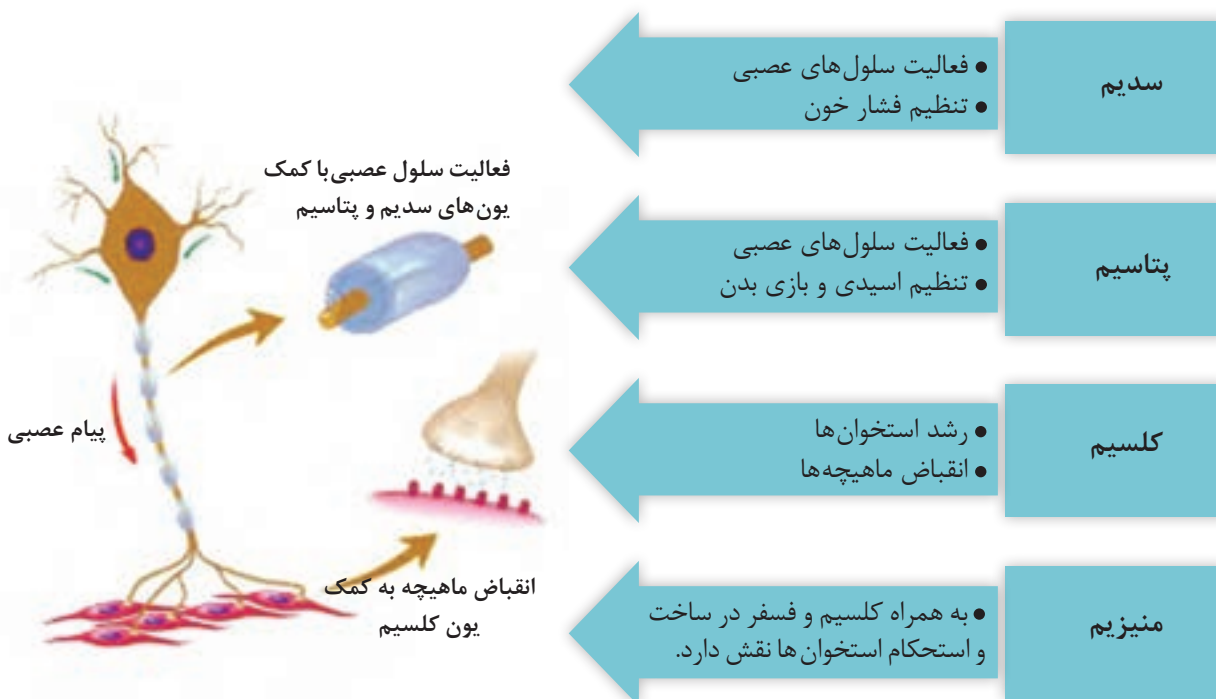 سدیم
• فعالیت سلول‌های عصبی
• تنظیم فشار خون
پتاسیم
• فعالیت سلول‌های عصبی
• تنظیم اسیدی و بازی بدن
کلسیم
• رشد استخوان‌ها
• انقباض ماهیچه‌ها
منیزیم
• به همراه کلسیم و فسفر در ساخت
و استحکام استخوان‌ها نقش دارد.
فعالیت سلول عصبی با کمک
یون‌های سدیم و پتاسیم
پیام عصبی
انقباض ماهیچه به کمک
یون کلسیم